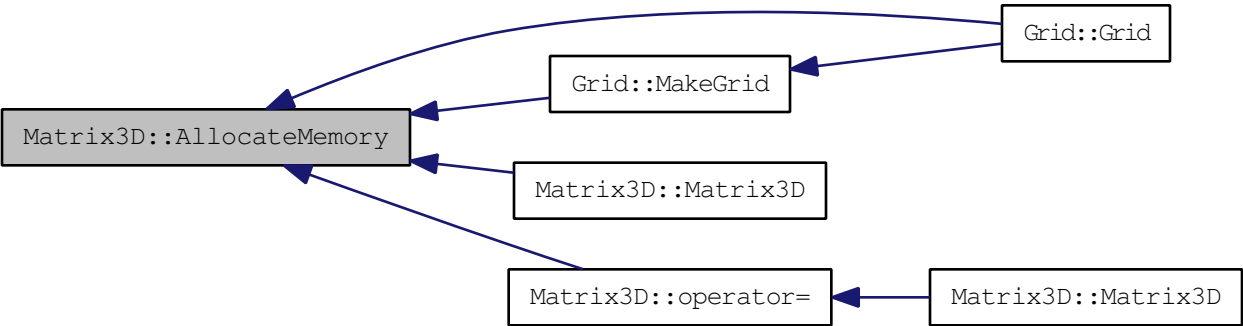 Grid::Grid
Grid::MakeGrid
Matrix3D::AllocateMemory
Matrix3D::Matrix3D
Matrix3D::operator=
Matrix3D::Matrix3D